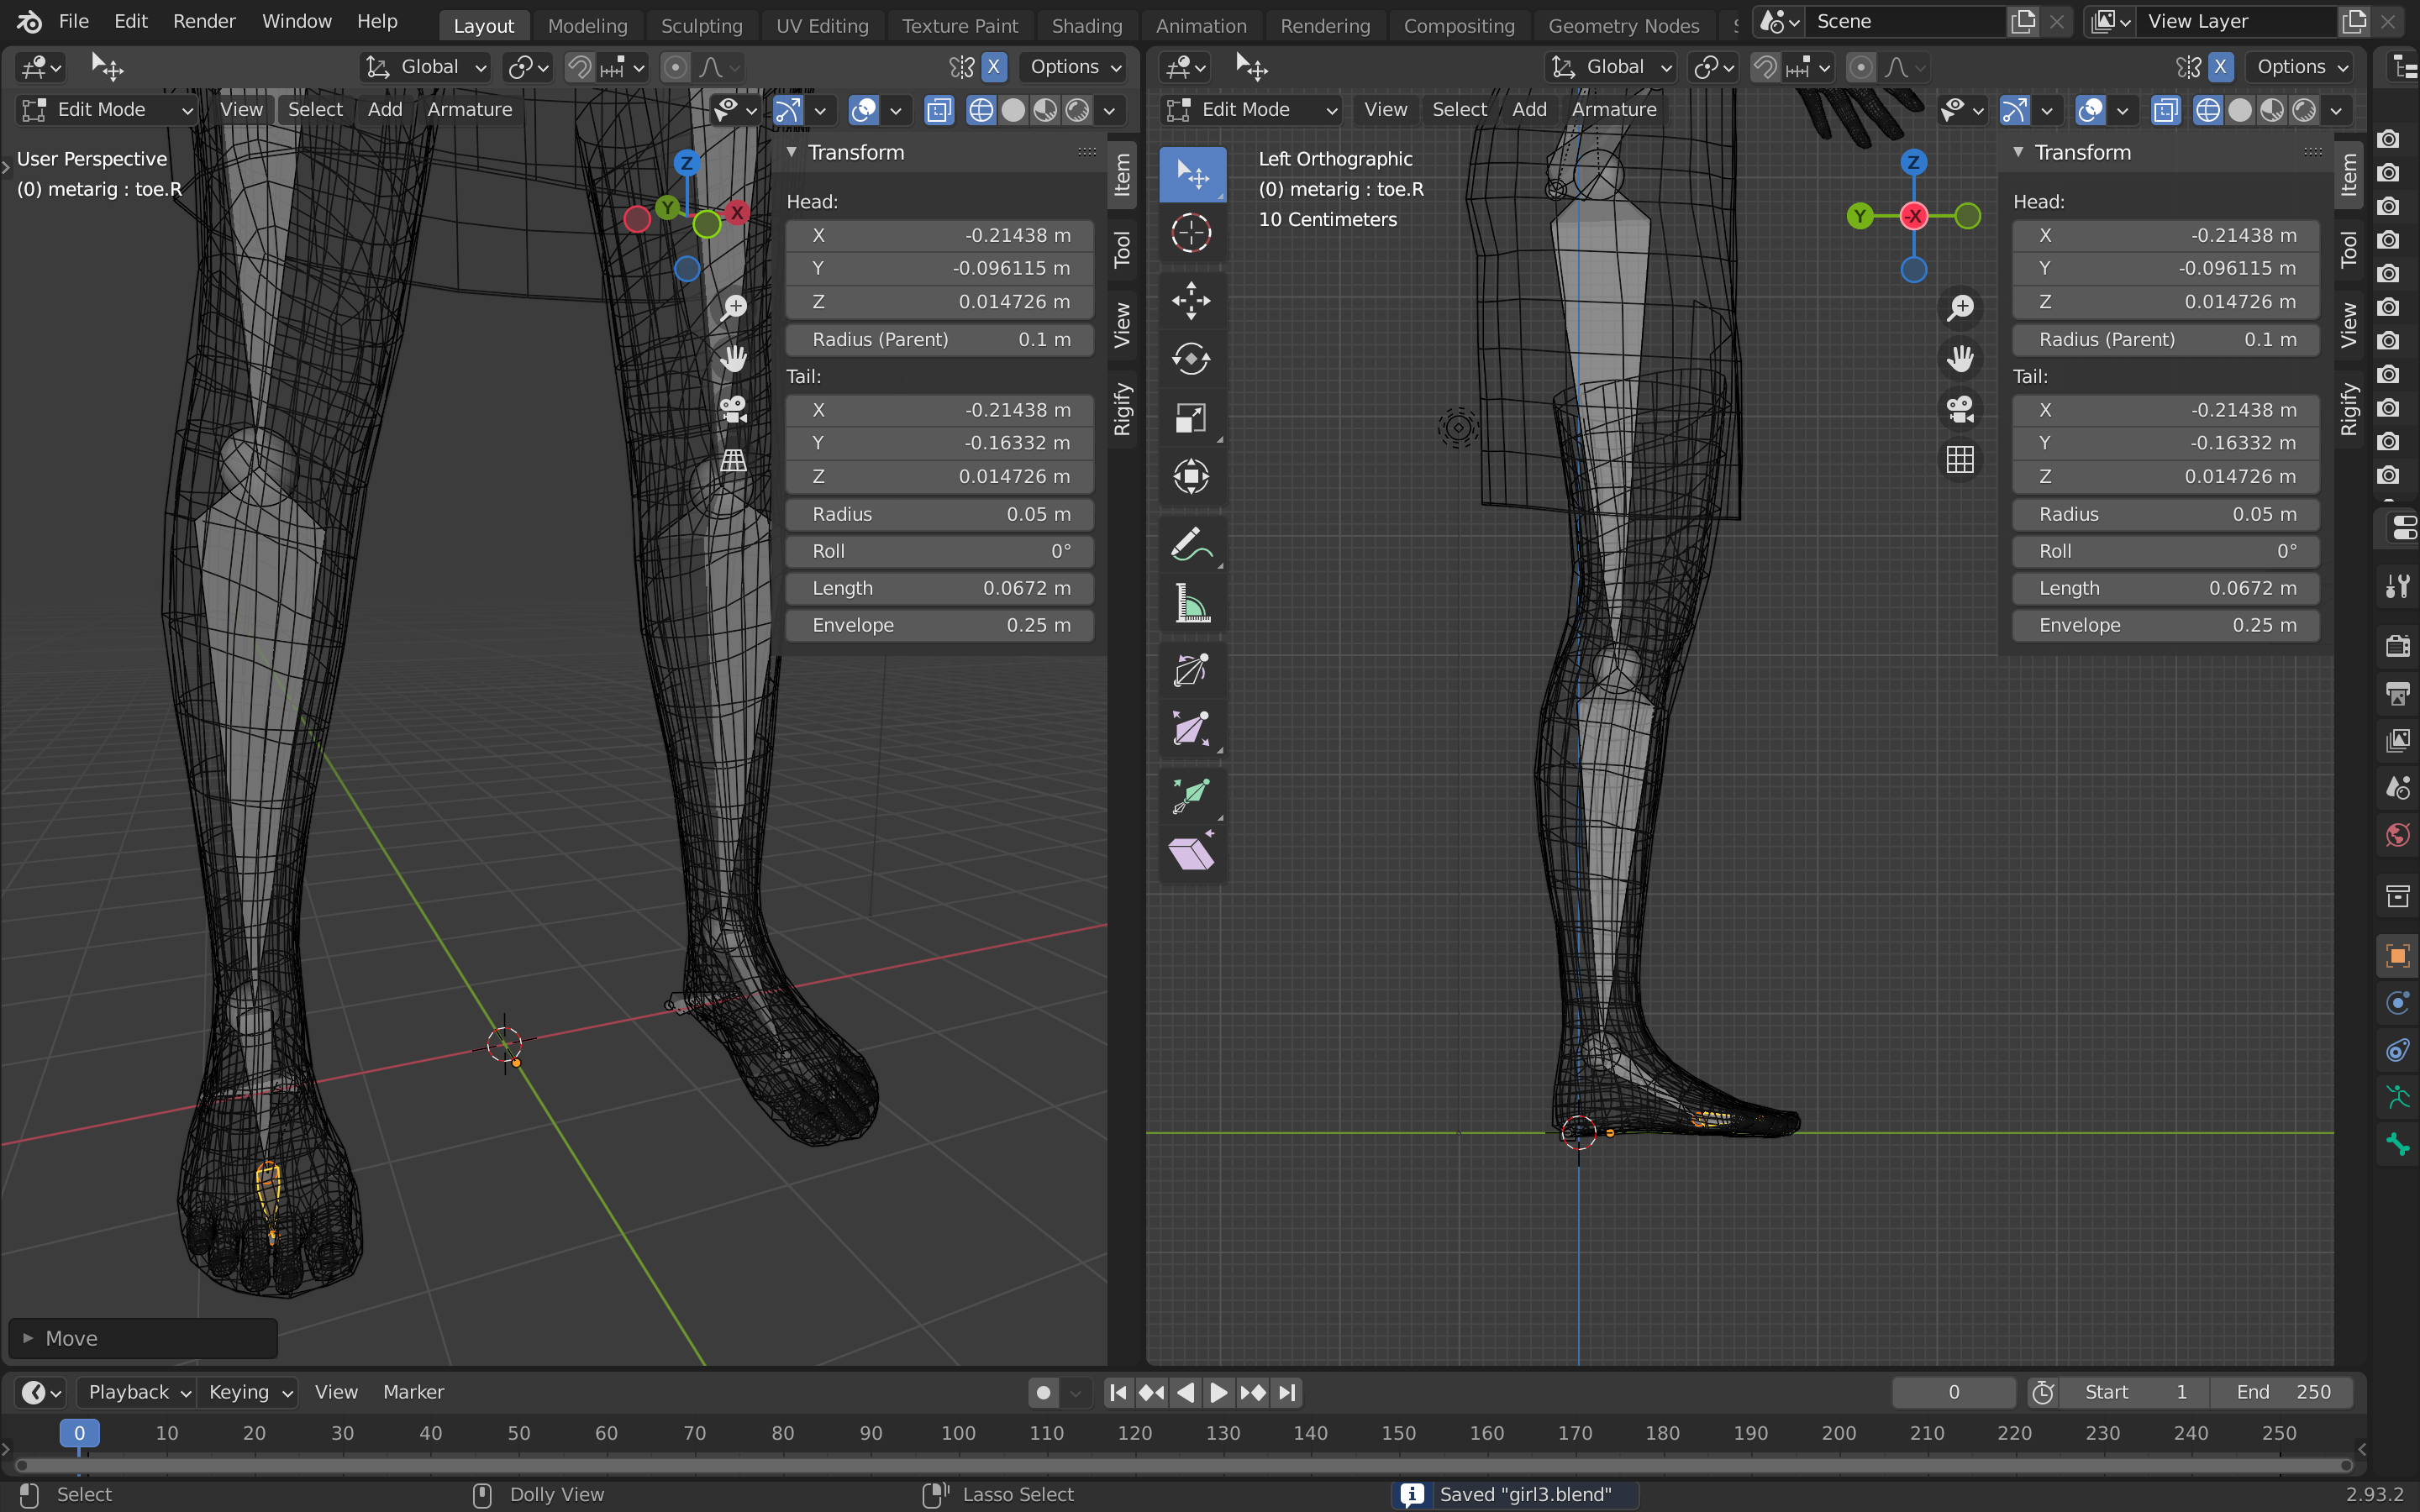 File Edit Render Window Help Layout Modeling Sculpting UV Editing Texture Paint Shading Animation Rendering Compositing Geometry Nodes Scene View Layer
Global X Options Global X Options
Edit Mode View Select Add Armature Edit Mode View Select Add Armature
User Perspective
(0) metarig : toe.R
Z
Y
X
Transform
Head:
X -0.21438 m
Y -0.096115 m
Z 0.014726 m
Radius (Parent) 0.1 m
Tail:
X -0.21438 m
Y -0.16332 m
Z 0.014726 m
Radius 0.05 m
Roll 0°
Length 0.0672 m
Envelope 0.25 m
Item
Tool
View
Rigify
Move
Left Orthographic
(0) metarig : toe.R
10 Centimeters
Z
Y
-X
Transform
Head:
X -0.21438 m
Y -0.096115 m
Z 0.014726 m
Radius (Parent) 0.1 m
Tail:
X -0.21438 m
Y -0.16332 m
Z 0.014726 m
Radius 0.05 m
Roll 0°
Length 0.0672 m
Envelope 0.25 m
Item
Tool
View
Rigify
Playback Keying View Marker 0 Start 1 End 250
0 10 20 30 40 50 60 70 80 90 100 110 120 130 140 150 160 170 180 190 200 210 220 230 240 250
Select Dolly View Lasso Select Saved "girl3.blend" 2.93.2